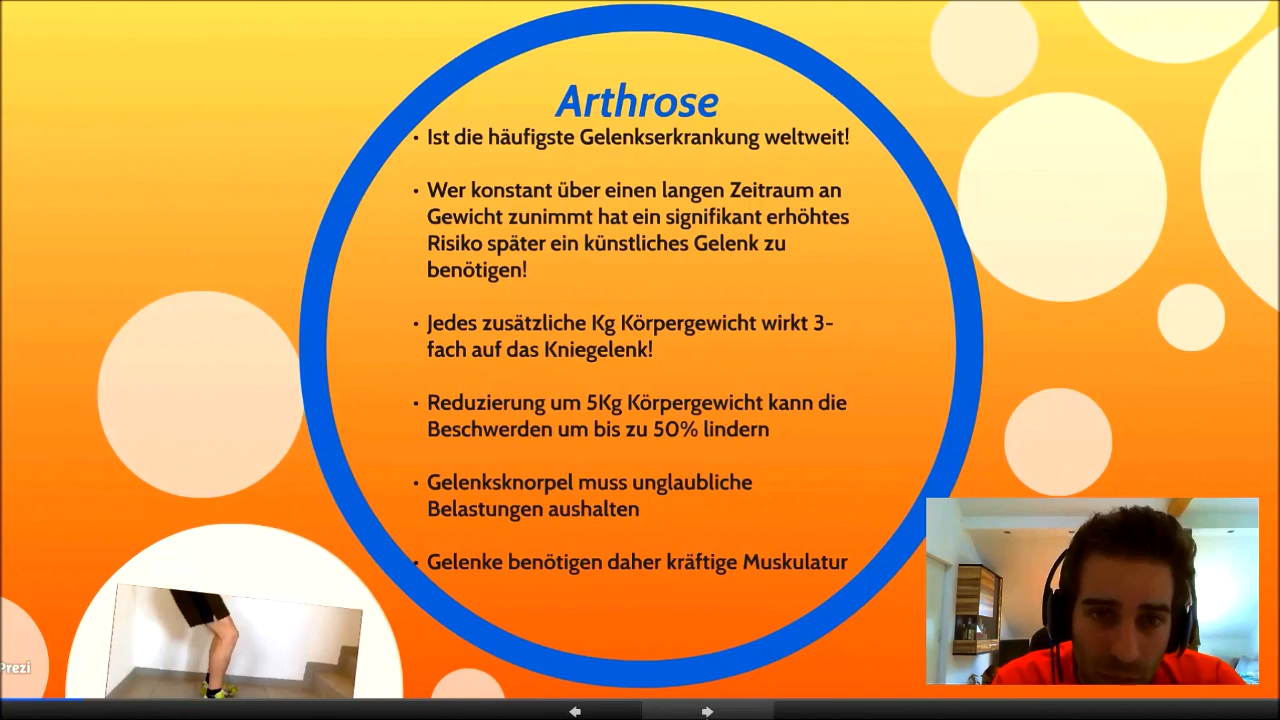 Arthrose
• Ist die häufigste Gelenkserkrankung weltweit!
• Wer konstant über einen langen Zeitraum an
Gewicht zunimmt hat ein signifikant erhöhtes
Risiko später ein künstliches Gelenk zu
benötigen!
• Jedes zusätzliche Kg Körpergewicht wirkt 3-
fach auf das Kniegelenk!
• Reduzierung um 5Kg Körpergewicht kann die
Beschwerden um bis zu 50% lindern
• Gelenksknorpel muss unglaubliche
Belastungen aushalten
• Gelenke benötigen daher kräftige Muskulatur
Prezi